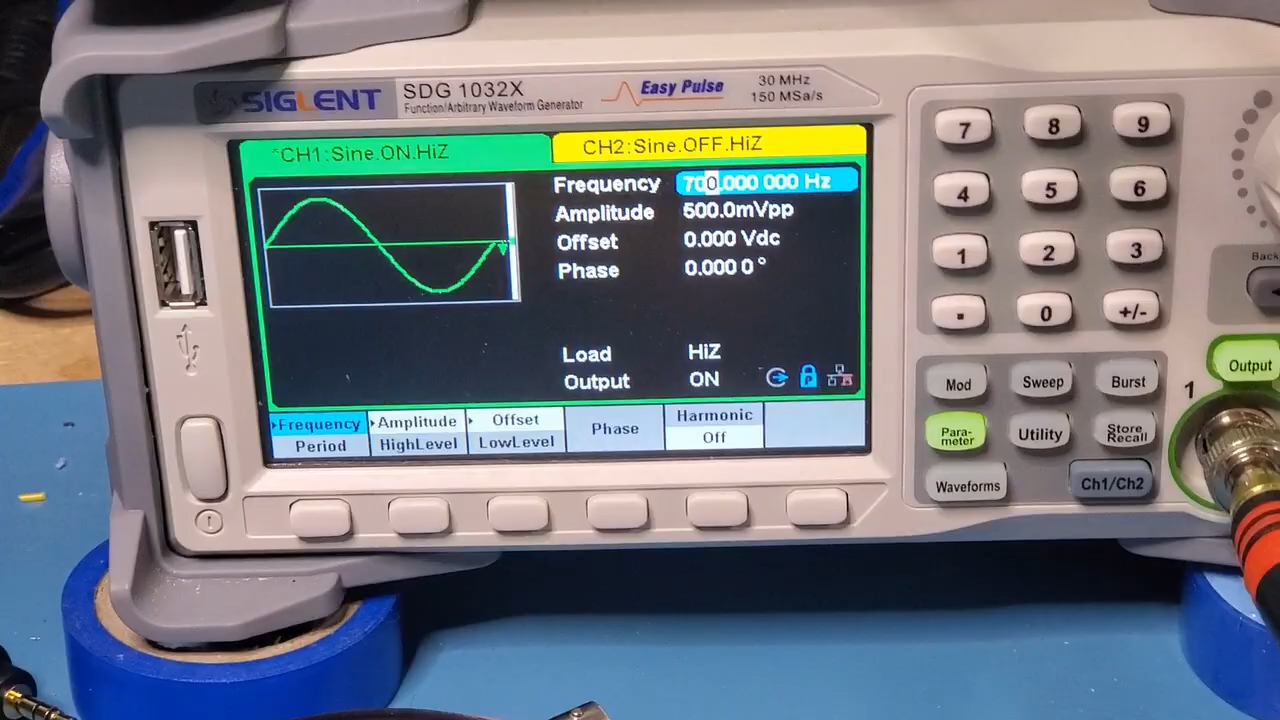 SIGLENT
SDG 1032X
Function/Arbitrary Waveform Generator
Easy Pulse
30 MHz
150 MSa/s
*CH1:Sine.ON.HiZ
CH2:Sine.OFF.HiZ
Frequency 700.000 000 Hz
Amplitude 500.0mVpp
Offset 0.000 Vdc
Phase 0.000 0 °
Load HiZ
Output ON
Frequency
Period
Amplitude
HighLevel
Offset
LowLevel
Phase
Harmonic
Off
7 8 9
4 5 6
1 2 3
. 0 +/-
Mod Sweep Burst
Para-
meter
Utility
Store
Recall
Waveforms Ch1/Ch2
Back
Output
1